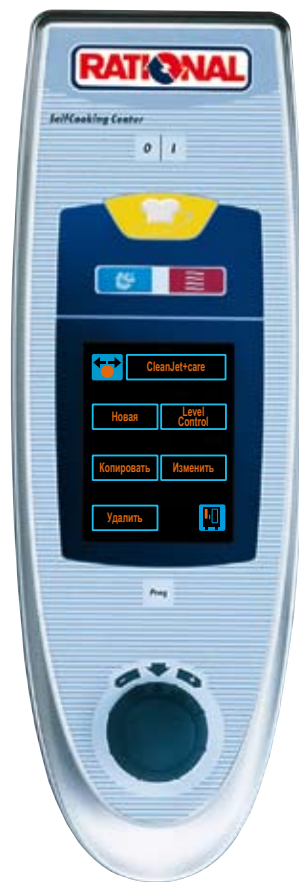 RATIONAL
SelfCooking Center
0 I
CleanJet+care
Новая
Level
Control
Копировать
Изменить
Удалить
Prog
- +